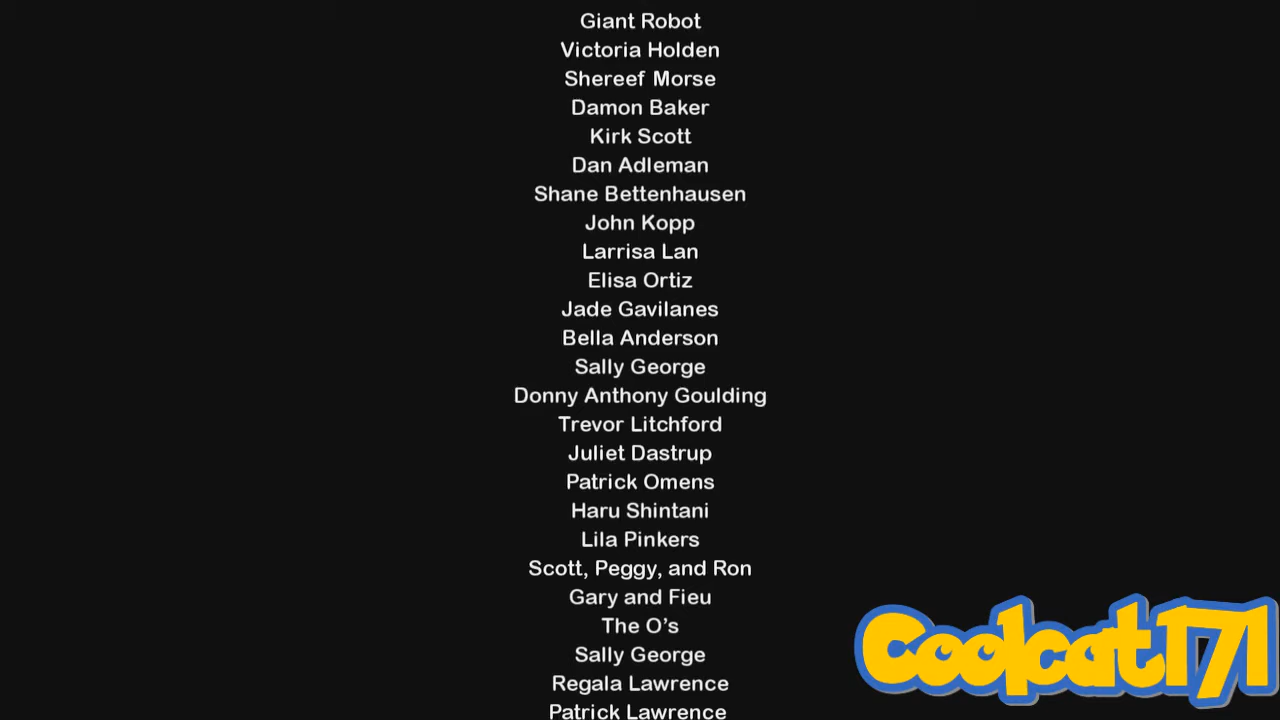 Giant Robot
Victoria Holden
Shereef Morse
Damon Baker
Kirk Scott
Dan Adleman
Shane Bettenhausen
John Kopp
Larrisa Lan
Elisa Ortiz
Jade Gavilanes
Bella Anderson
Sally George
Donny Anthony Goulding
Trevor Litchford
Juliet Dastrup
Patrick Omens
Haru Shintani
Lila Pinkers
Scott, Peggy, and Ron
Gary and Fieu
The O’s
Sally George
Regala Lawrence
Patrick Lawrence
Coolcat171